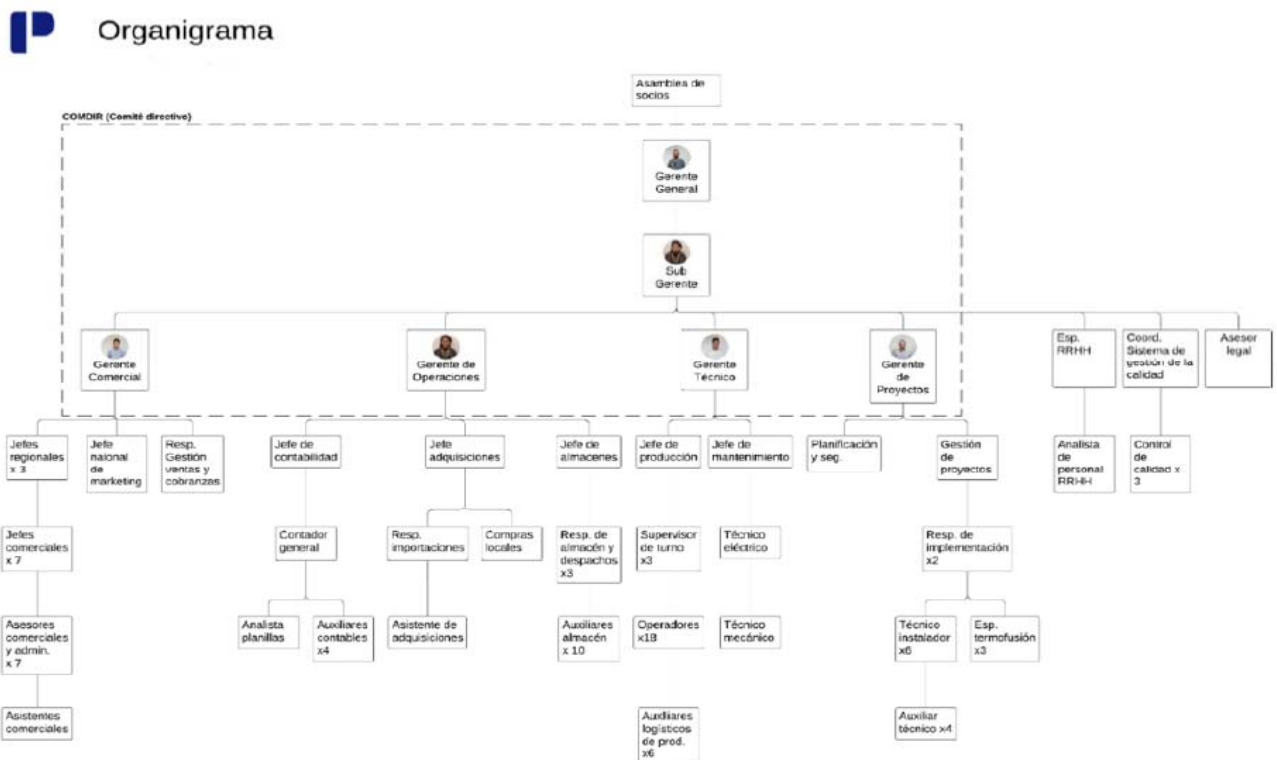 Organigrama
Asamblea de
socios
COMDIR (Comité directivo)
Gerente
General
Sub
Gerente
Gerente
Comercial
Gerente de
Operaciones
Gerente
Técnico
Gerente
de
Proyectos
Esp.
RRHH
Coord.
Sistema de
gestión de la
calidad
Asesor
legal
Jefes
regionales
x 3
Jefe
naional
de
marketing
Resp.
Gestión
ventas y
cobranzas
Jefe de
contabilidad
Jefe
adquisiciones
Jefe de
almacenes
Jefe de
producción
Jefe de
mantenimiento
Planificación
y seg.
Gestión
de
proyectos
Analista
de
personal
RRHH
Control
de
calidad x
3
Jefes
comerciales
x 7
Contador
general
Resp.
importaciones
Compras
locales
Resp. de
almacén y
despachos
x3
Supervisor
de turno
x3
Técnico
eléctrico
Resp. de
implementación
x2
Asesores
comerciales
y admin.
x 7
Analista
planillas
Auxiliares
contables
x4
Asistente de
adquisiciones
Auxiliares
almacén
x 10
Operadores
x18
Técnico
mecánico
Técnico
instalador
x6
Esp.
termofusión
x3
Asistentes
comerciales
Auxiliares
logísticos
de prod.
x6
Auxiliar
técnico x4